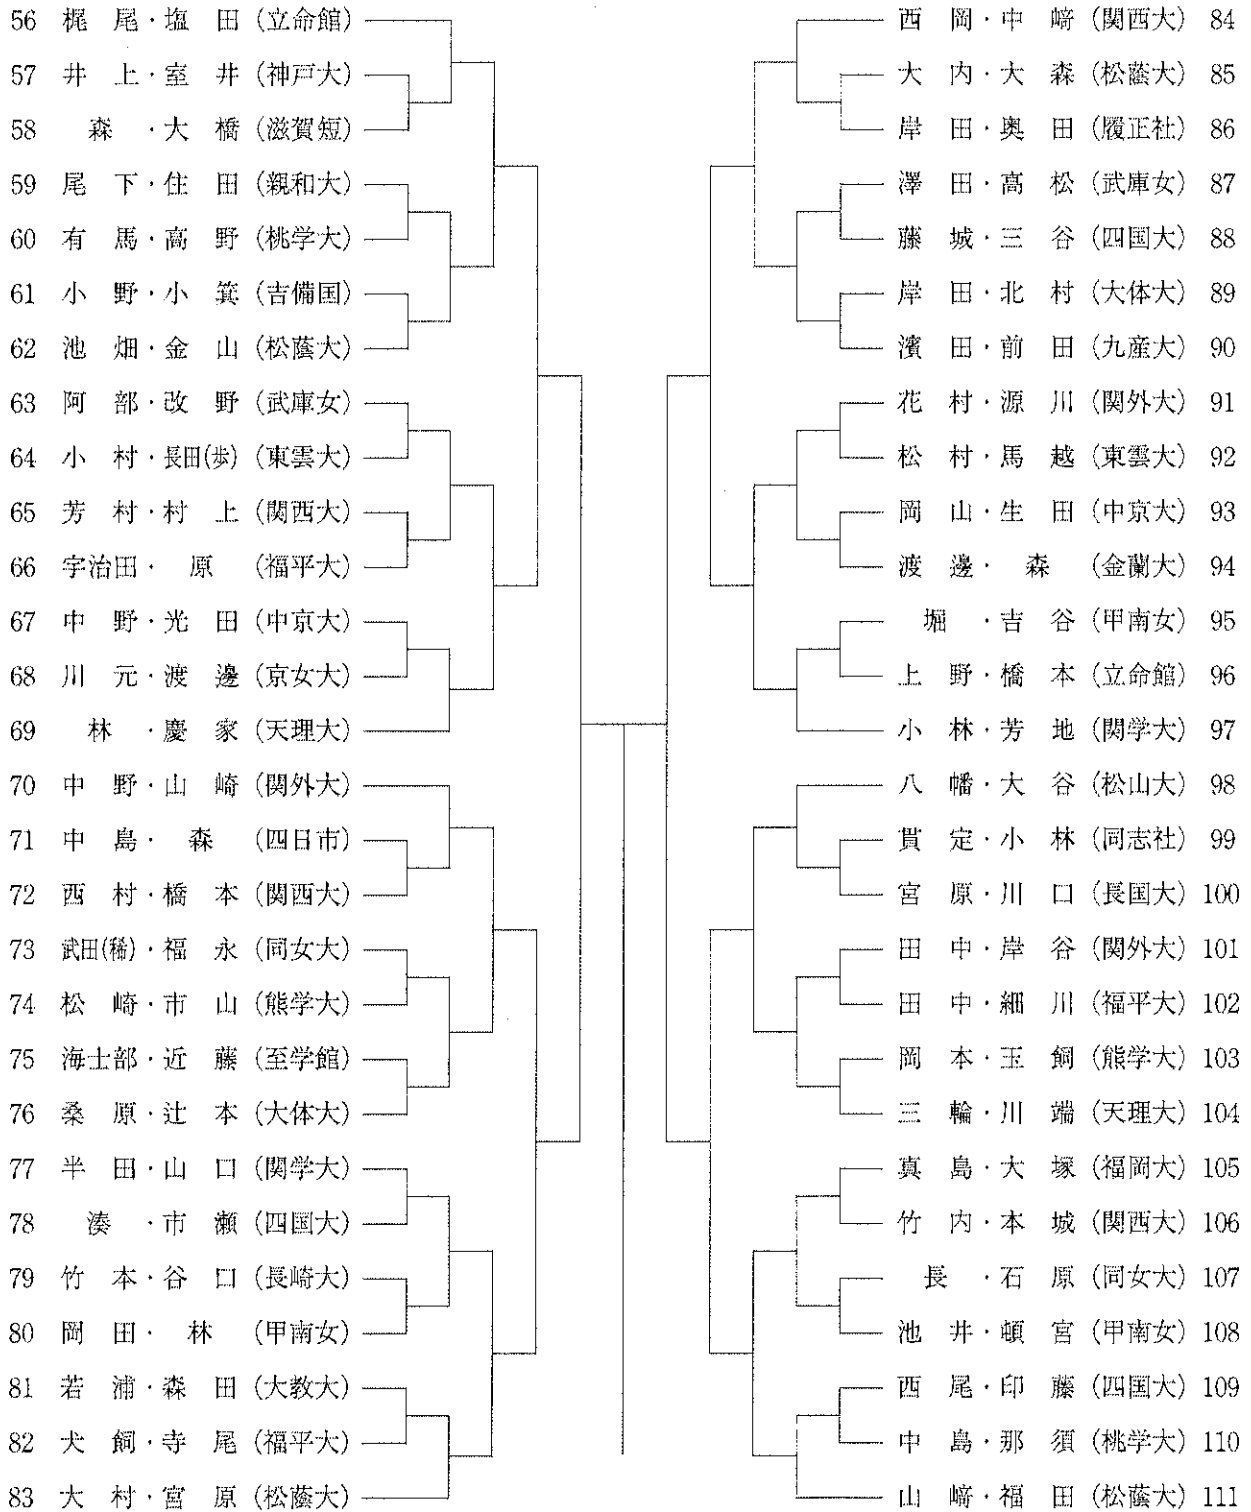 56 梶尾・塩田 (立命館)
57 井上・室井 (神戸大)
58 森・大橋 (滋賀短)
59 尾下・住田 (親和大)
60 有馬・高野 (桃学大)
61 小野・小箕 (吉備国)
62 池畑・金山 (松蔭大)
63 阿部・改野 (武庫女)
64 小村・長田(歩) (東雲大)
65 芳村・村上 (関西大)
66 宇治田・原 (福平大)
67 中野・光田 (中京大)
68 川元・渡邊 (京女大)
69 林・慶家 (天理大)
70 中野・山崎 (関外大)
71 中島・森 (四日市)
72 西村・橋本 (関西大)
73 武田(稀)・福永 (同女大)
74 松崎・市山 (熊学大)
75 海士部・近藤 (至学館)
76 桑原・辻本 (大体大)
77 半田・山口 (関学大)
78 湊・市瀬 (四国大)
79 竹本・谷口 (長崎大)
80 岡田・林 (甲南女)
81 若浦・森田 (大教大)
82 犬飼・寺尾 (福平大)
83 大村・宮原 (松蔭大)
西岡・中﨑 (関西大) 84
大内・大森 (松蔭大) 85
岸田・奥田 (履正社) 86
澤田・高松 (武庫女) 87
藤城・三谷 (四国大) 88
岸田・北村 (大体大) 89
濱田・前田 (九産大) 90
花村・源川 (関外大) 91
松村・馬越 (東雲大) 92
岡山・生田 (中京大) 93
渡邊・森 (金蘭大) 94
堀・吉谷 (甲南女) 95
上野・橋本 (立命館) 96
小林・芳地 (関学大) 97
八幡・大谷 (松山大) 98
貫定・小林 (同志社) 99
宮原・川口 (長国大) 100
田中・岸谷 (関外大) 101
田中・細川 (福平大) 102
岡本・玉飼 (熊学大) 103
三輪・川端 (天理大) 104
真島・大塚 (福岡大) 105
竹内・本城 (関西大) 106
長・石原 (同女大) 107
池井・頓宮 (甲南女) 108
西尾・印藤 (四国大) 109
中島・那須 (桃学大) 110
山﨑・福田 (松蔭大) 111